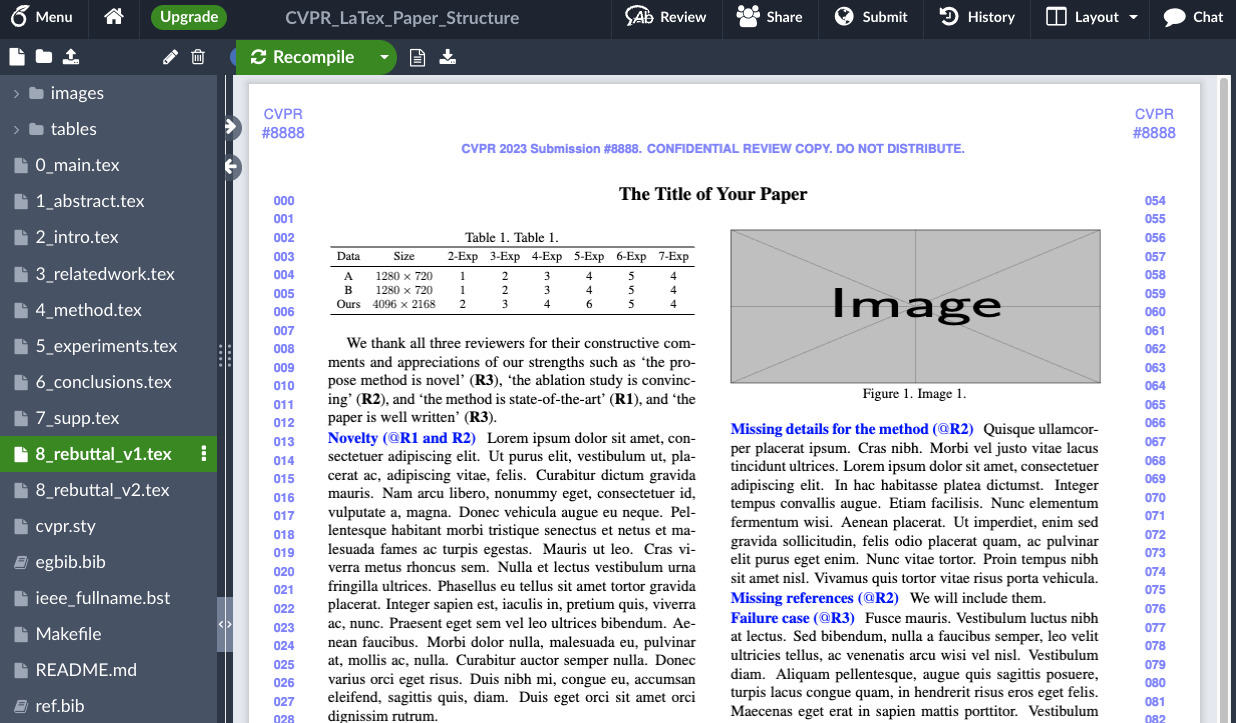 Menu
Upgrade
CVPR_LaTex_Paper_Structure
Review
Share
Submit
History
Layout
Chat
Recompile
images
tables
0_main.tex
1_abstract.tex
2_intro.tex
3_relatedwork.tex
4_method.tex
5_experiments.tex
6_conclusions.tex
7_supp.tex
8_rebuttal_v1.tex
8_rebuttal_v2.tex
cvpr.sty
egbib.bib
ieee_fullname.bst
Makefile
README.md
ref.bib
CVPR
#8888
CVPR
#8888
CVPR 2023 Submission #8888. CONFIDENTIAL REVIEW COPY. DO NOT DISTRIBUTE.
The Title of Your Paper
000
001
002
003
004
005
006
007
008
009
010
011
012
013
014
015
016
017
018
019
020
021
022
023
024
025
026
027
028
Table 1. Table 1.
Data Size 2-Exp 3-Exp 4-Exp 5-Exp 6-Exp 7-Exp
A 1280 × 720 1 2 3 4 5 4
B 1280 × 720 1 2 3 4 5 4
Ours 4096 × 2168 2 3 4 6 5 4
We thank all three reviewers for their constructive com-
ments and appreciations of our strengths such as ‘the pro-
pose method is novel’ (R3), ‘the ablation study is convinc-
ing’ (R2), and ‘the method is state-of-the-art’ (R1), and ‘the
paper is well written’ (R3).
Novelty (@R1 and R2) Lorem ipsum dolor sit amet, con-
sectetuer adipiscing elit. Ut purus elit, vestibulum ut, pla-
cerat ac, adipiscing vitae, felis. Curabitur dictum gravida
mauris. Nam arcu libero, nonummy eget, consectetuer id,
vulputate a, magna. Donec vehicula augue eu neque. Pel-
lentesque habitant morbi tristique senectus et netus et ma-
lesuada fames ac turpis egestas. Mauris ut leo. Cras vi-
verra metus rhoncus sem. Nulla et lectus vestibulum urna
fringilla ultrices. Phasellus eu tellus sit amet tortor gravida
placerat. Integer sapien est, iaculis in, pretium quis, viverra
ac, nunc. Praesent eget sem vel leo ultrices bibendum. Ae-
nean faucibus. Morbi dolor nulla, malesuada eu, pulvinar
at, mollis ac, nulla. Curabitur auctor semper nulla. Donec
varius orci eget risus. Duis nibh mi, congue eu, accumsan
eleifend, sagittis quis, diam. Duis eget orci sit amet orci
dignissim rutrum.
Image
Figure 1. Image 1.
Missing details for the method (@R2) Quisque ullamcor-
per placerat ipsum. Cras nibh. Morbi vel justo vitae lacus
tincidunt ultrices. Lorem ipsum dolor sit amet, consectetuer
adipiscing elit. In hac habitasse platea dictumst. Integer
tempus convallis augue. Etiam facilisis. Nunc elementum
fermentum wisi. Aenean placerat. Ut imperdiet, enim sed
gravida sollicitudin, felis odio placerat quam, ac pulvinar
elit purus eget enim. Nunc vitae tortor. Proin tempus nibh
sit amet nisl. Vivamus quis tortor vitae risus porta vehicula.
Missing references (@R2) We will include them.
Failure case (@R3) Fusce mauris. Vestibulum luctus nibh
at lectus. Sed bibendum, nulla a faucibus semper, leo velit
ultricies tellus, ac venenatis arcu wisi vel nisl. Vestibulum
diam. Aliquam pellentesque, augue quis sagittis posuere,
turpis lacus congue quam, in hendrerit risus eros eget felis.
Maecenas eget erat in sapien mattis porttitor. Vestibulum
054
055
056
057
058
059
060
061
062
063
064
065
066
067
068
069
070
071
072
073
074
075
076
077
078
079
080
081
082